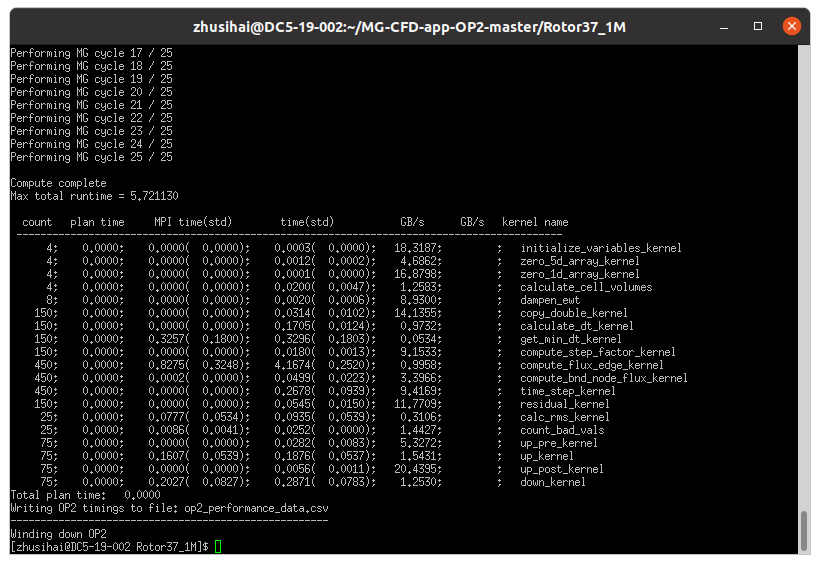 zhusihai@DC5-19-002:~/MG-CFD-app-OP2-master/Rotor37_1M
Performing MG cycle 17 / 25
Performing MG cycle 18 / 25
Performing MG cycle 19 / 25
Performing MG cycle 20 / 25
Performing MG cycle 21 / 25
Performing MG cycle 22 / 25
Performing MG cycle 23 / 25
Performing MG cycle 24 / 25
Performing MG cycle 25 / 25
Compute complete
Max total runtime = 5.721130
count plan time MPI time(std) time(std) GB/s GB/s kernel name
-------------------------------------------------------------------------------
4; 0.0000; 0.0000( 0.0000); 0.0003( 0.0000); 18.3187; ; initialize_variables_kernel
4; 0.0000; 0.0000( 0.0000); 0.0012( 0.0002); 4.6862; ; zero_5d_array_kernel
4; 0.0000; 0.0000( 0.0000); 0.0001( 0.0000); 16.8798; ; zero_1d_array_kernel
4; 0.0000; 0.0000( 0.0000); 0.0200( 0.0047); 1.2583; ; calculate_cell_volumes
8; 0.0000; 0.0000( 0.0000); 0.0020( 0.0006); 8.9300; ; dampen_ewt
150; 0.0000; 0.0000( 0.0000); 0.0314( 0.0102); 14.1355; ; copy_double_kernel
150; 0.0000; 0.0000( 0.0000); 0.1705( 0.0124); 0.9732; ; calculate_dt_kernel
150; 0.0000; 0.3257( 0.1800); 0.3296( 0.1803); 0.0534; ; get_min_dt_kernel
150; 0.0000; 0.0000( 0.0000); 0.0180( 0.0013); 9.1533; ; compute_step_factor_kernel
450; 0.0000; 0.8275( 0.3248); 4.1674( 0.2520); 0.9958; ; compute_flux_edge_kernel
450; 0.0000; 0.0002( 0.0000); 0.0499( 0.0223); 3.3966; ; compute_bnd_node_flux_kernel
450; 0.0000; 0.0000( 0.0000); 0.2678( 0.0939); 9.4169; ; time_step_kernel
150; 0.0000; 0.0000( 0.0000); 0.0545( 0.0150); 11.7709; ; residual_kernel
25; 0.0000; 0.0777( 0.0534); 0.0935( 0.0539); 0.3106; ; calc_rms_kernel
25; 0.0000; 0.0086( 0.0041); 0.0252( 0.0000); 1.4427; ; count_bad_vals
75; 0.0000; 0.0000( 0.0000); 0.0282( 0.0083); 5.3272; ; up_pre_kernel
75; 0.0000; 0.1607( 0.0539); 0.1876( 0.0537); 1.5431; ; up_kernel
75; 0.0000; 0.0000( 0.0000); 0.0056( 0.0011); 20.4395; ; up_post_kernel
75; 0.0000; 0.2027( 0.0827); 0.2871( 0.0783); 1.2530; ; down_kernel
Total plan time: 0.0000
Writing OP2 timings to file: op2_performance_data.csv
----------------------------------------------
Winding down OP2
[zhusihai@DC5-19-002 Rotor37_1M]$